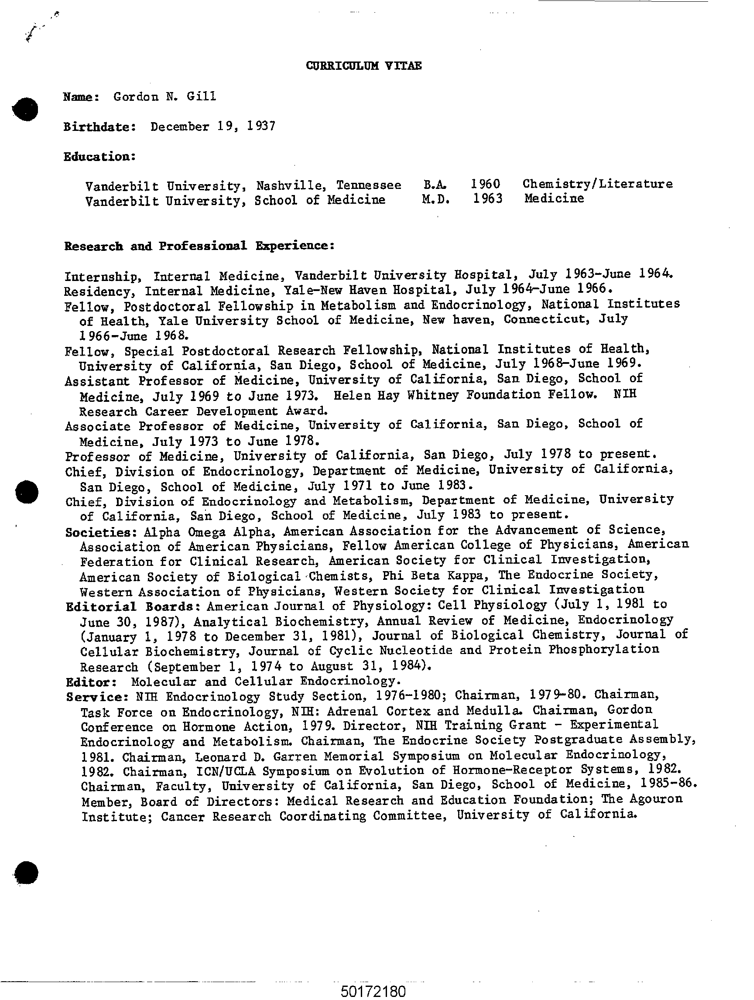 CURRICULUM VITAE
Name: Gordon N. Gill
Birthdate: December 19, 1937
Education:
Vanderbilt University, Nashville, Tennessee B.A. 1960 Chemistry/Literature
Vanderbilt University, School of Medicine M.D. 1963 Medicine
Research and Professional Experience:
Internship, Internal Medicine, Vanderbilt University Hospital, July 1963-June 1964.
Residency, Internal Medicine, Yale-New Haven Hospital, July 1964-June 1966.
Fellow, Postdoctoral Fellowship in Metabolism and Endocrinology, National Institutes
of Health, Yale University School of Medicine, New haven, Connecticut, July
1966-June 1968.
Fellow, Special Postdoctoral Research Fellowship, National Institutes of Health,
University of California, San Diego, School of Medicine, July 1968-June 1969.
Assistant Professor of Medicine, University of California, San Diego, School of
Medicine, July 1969 to June 1973. Helen Hay Whitney Foundation Fellow. NIH
Research Career Development Award.
Associate Professor of Medicine, University of California, San Diego, School of
Medicine, July 1973 to June 1978.
Professor of Medicine, University of California, San Diego, July 1978 to present.
Chief, Division of Endocrinology, Department of Medicine, University of California,
San Diego, School of Medicine, July 1971 to June 1983.
Chief, Division of Endocrinology and Metabolism, Department of Medicine, University
of California, San Diego, School of Medicine, July 1983 to present.
Societies: Alpha Omega Alpha, American Association for the Advancement of Science,
Association of American Physicians, Fellow American College of Physicians, American
Federation for Clinical Research, American Society for Clinical Investigation,
American Society of Biological Chemists, Phi Beta Kappa, The Endocrine Society,
Western Association of Physicians, Western Society for Clinical Investigation
Editorial Boards: American Journal of Physiology: Cell Physiology (July 1, 1981 to
June 30, 1987), Analytical Biochemistry, Annual Review of Medicine, Endocrinology
(January 1, 1978 to December 31, 1981), Journal of Biological Chemistry, Journal of
Cellular Biochemistry, Journal of Cyclic Nucleotide and Protein Phosphorylation
Research (September 1, 1974 to August 31, 1984).
Editor: Molecular and Cellular Endocrinology.
Service: NIH Endocrinology Study Section, 1976-1980; Chairman, 1979-80. Chairman,
Task Force on Endocrinology, NIH: Adrenal Cortex and Medulla. Chairman, Gordon
Conference on Hormone Action, 1979. Director, NIH Training Grant - Experimental
Endocrinology and Metabolism. Chairman, The Endocrine Society Postgraduate Assembly,
1981. Chairman, Leonard D. Garren Memorial Symposium on Molecular Endocrinology,
1982. Chairman, ICN/UCLA Symposium on Evolution of Hormone-Receptor Systems, 1982.
Chairman, Faculty, University of California, San Diego, School of Medicine, 1985-86.
Member, Board of Directors: Medical Research and Education Foundation; The Agouron
Institute; Cancer Research Coordinating Committee, University of California.
50172180